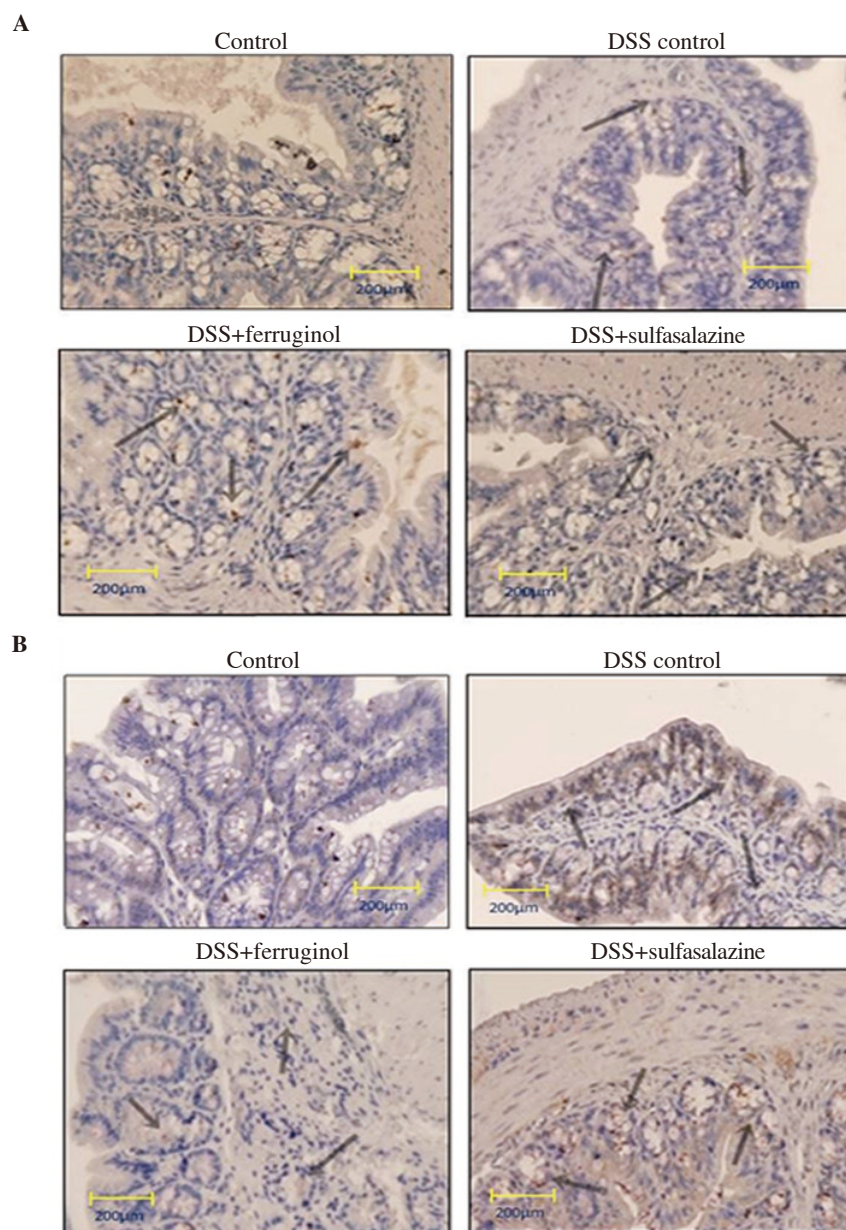 A
Control
DSS control
200μm
200μm
DSS+ferruginol
DSS+sulfasalazine
200μm
200μm
B
Control
DSS control
200μm
200μm
DSS+ferruginol
DSS+sulfasalazine
200μm
200μm